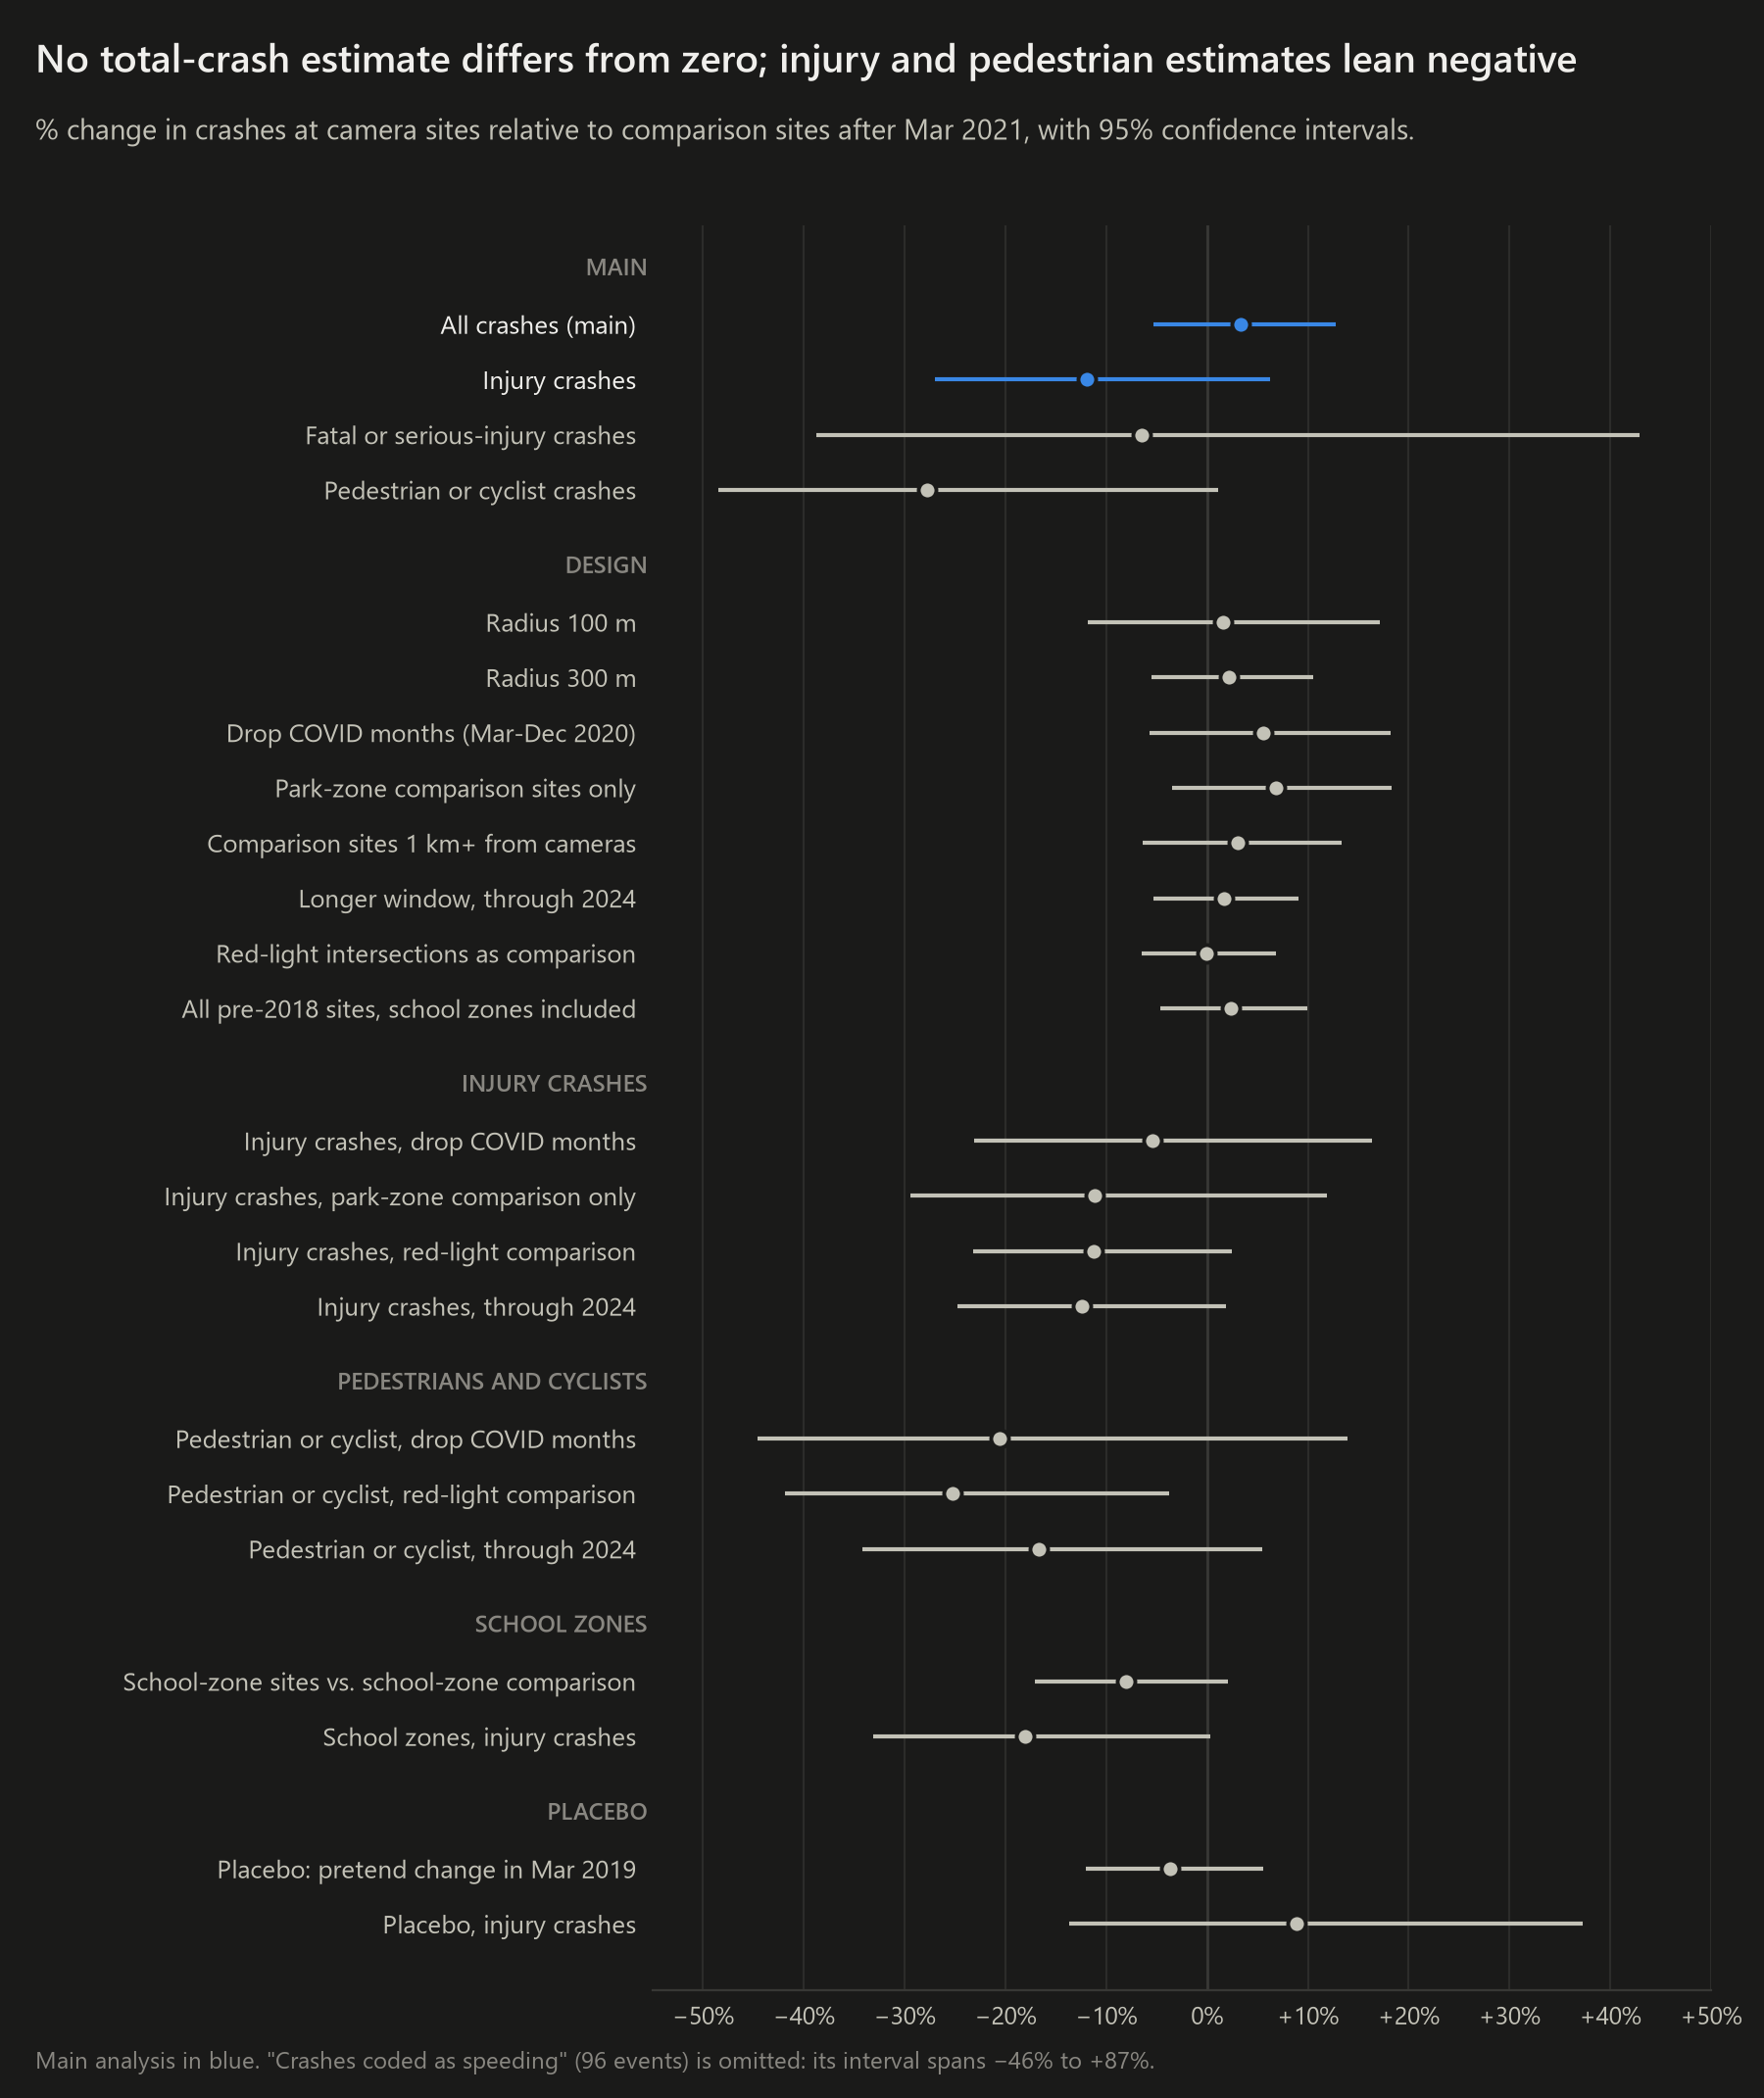 No total-crash estimate differs from zero; injury and pedestrian estimates lean negative
% change in crashes at camera sites relative to comparison sites after Mar 2021, with 95% confidence intervals.
MAIN
All crashes (main)
Injury crashes
Fatal or serious-injury crashes
Pedestrian or cyclist crashes
DESIGN
Radius 100 m
Radius 300 m
Drop COVID months (Mar-Dec 2020)
Park-zone comparison sites only
Comparison sites 1 km+ from cameras
Longer window, through 2024
Red-light intersections as comparison
All pre-2018 sites, school zones included
INJURY CRASHES
Injury crashes, drop COVID months
Injury crashes, park-zone comparison only
Injury crashes, red-light comparison
Injury crashes, through 2024
PEDESTRIANS AND CYCLISTS
Pedestrian or cyclist, drop COVID months
Pedestrian or cyclist, red-light comparison
Pedestrian or cyclist, through 2024
SCHOOL ZONES
School-zone sites vs. school-zone comparison
School zones, injury crashes
PLACEBO
Placebo: pretend change in Mar 2019
Placebo, injury crashes
−50% −40% −30% −20% −10% 0% +10% +20% +30% +40% +50%
Main analysis in blue. "Crashes coded as speeding" (96 events) is omitted: its interval spans −46% to +87%.